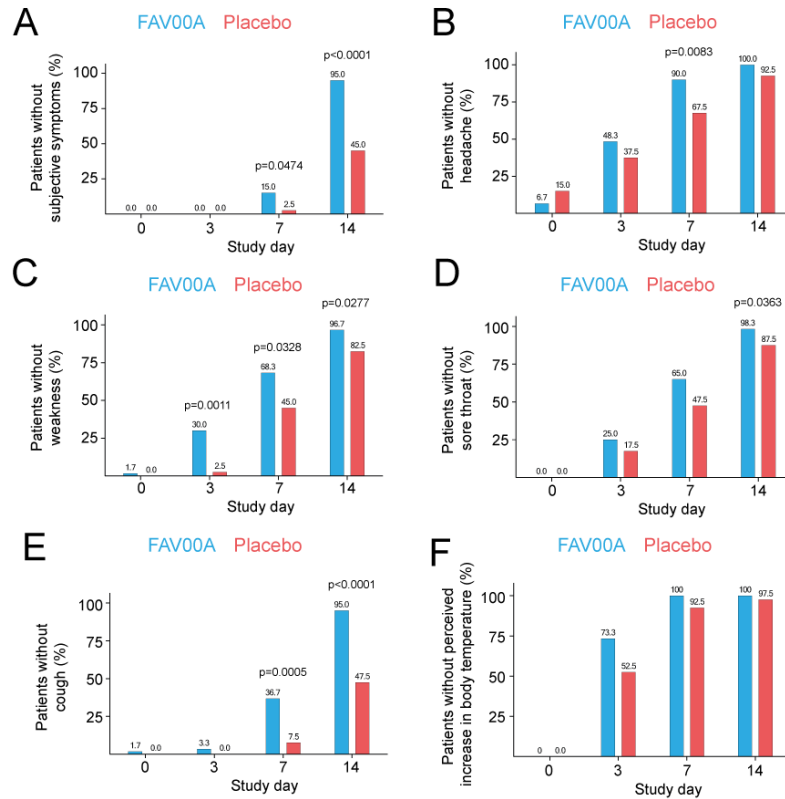 A
FAV00A Placebo
Patients without
subjective symptoms (%)
100
75
50
25
0.0 0.0
0.0 0.0
p=0.0474
15.0
2.5
p<0.0001
95.0
45.0
0 3 7 14
Study day
B
FAV00A Placebo
Patients without
headache (%)
100
75
50
25
6.7 15.0
48.3 37.5
p=0.0083
90.0
67.5
100.0 92.5
0 3 7 14
Study day
C
FAV00A Placebo
Patients without
weakness (%)
100
75
50
25
1.7 0.0
p=0.0011
30.0
2.5
p=0.0328
68.3
45.0
p=0.0277
96.7
82.5
0 3 7 14
Study day
D
FAV00A Placebo
Patients without
sore throat (%)
100
75
50
25
0.0 0.0
25.0 17.5
65.0 47.5
p=0.0363
98.3
87.5
0 3 7 14
Study day
E
FAV00A Placebo
Patients without
cough (%)
100
75
50
25
1.7 0.0
3.3 0.0
p=0.0005
36.7
7.5
p<0.0001
95.0
47.5
0 3 7 14
Study day
F
FAV00A Placebo
Patients without perceived
increase in body temperature (%)
100
75
50
25
0 0.0
73.3 52.5
100 92.5
100 97.5
0 3 7 14
Study day